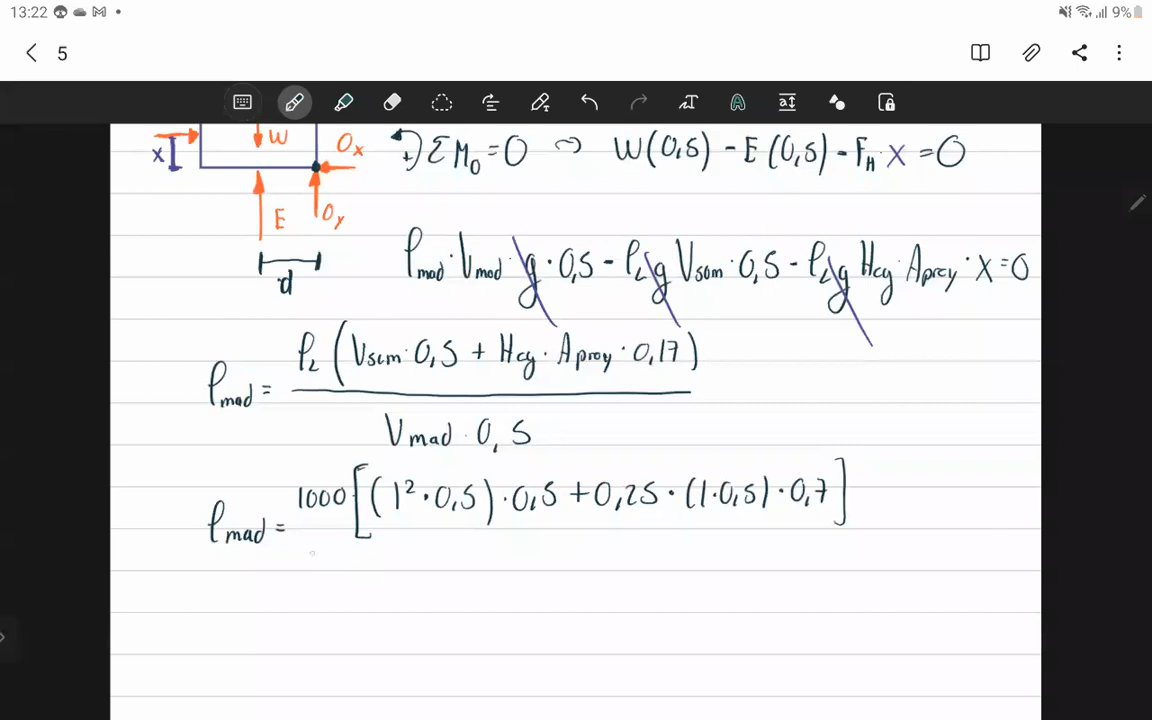 13:22 9%
5
x W Ox ΣM₀=0 ⇔ W(0,5) - E(0,5) - F_H·x =0
E Oy
ρmad·Vmad·g·0,5 - ρL g Vsum·0,5 - ρL g Hcg·Aproy·x=0
d
ρmad = ρL (Vsum·0,5 + Hcg·Aproy·0,17)
Vmad·0,5
ρmad = 1000[(1²·0,5)·0,5+0,25·(1·0,5)·0,7]